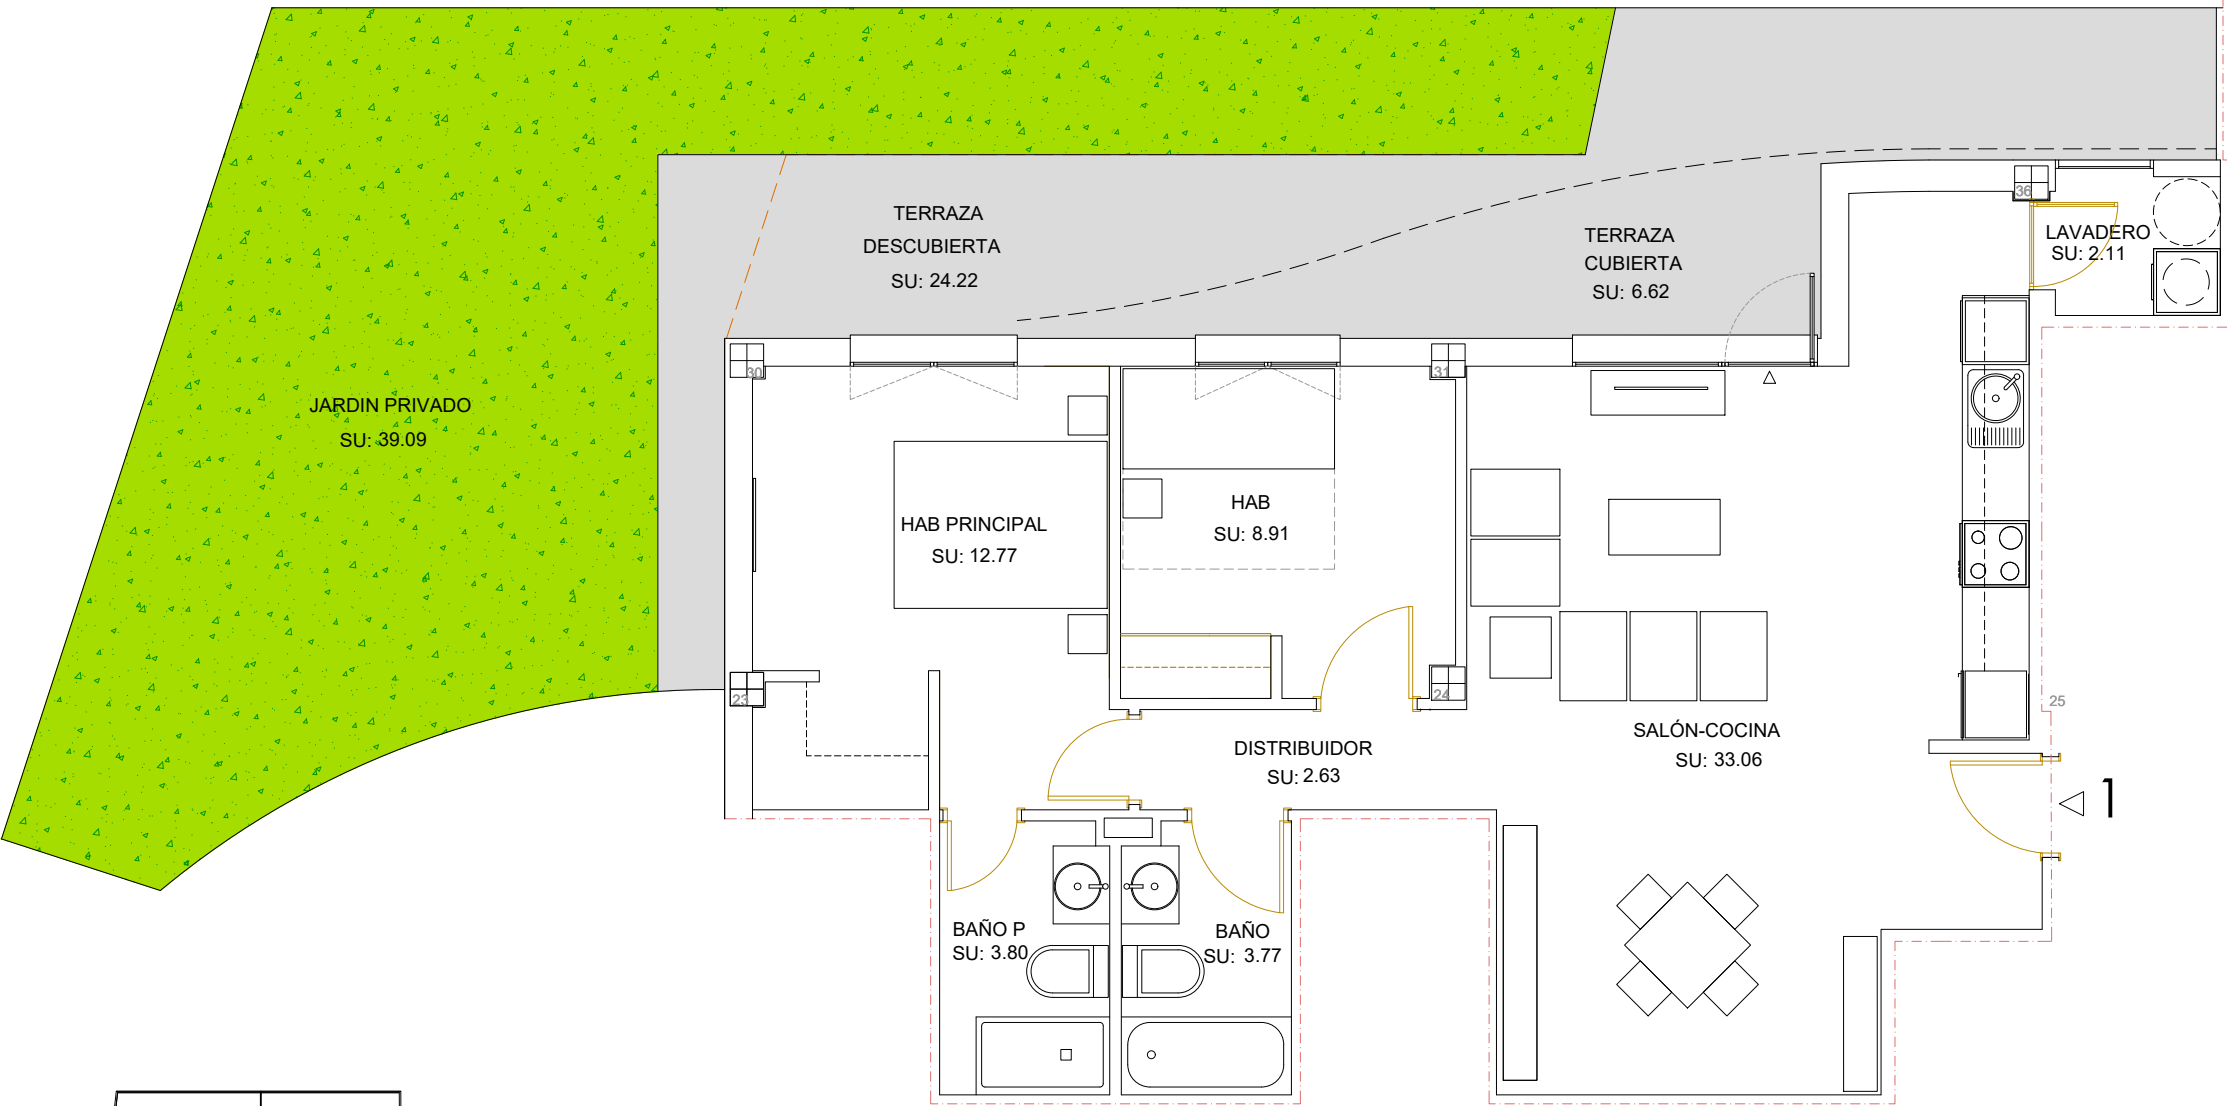 36
TERRAZA
DESCUBIERTA
SU: 24.22
TERRAZA
CUBIERTA
SU: 6.62
LAVADERO
SU: 2.11
30
31
JARDIN PRIVADO
SU: 39.09
HAB PRINCIPAL
SU: 12.77
HAB
SU: 8.91
23
24
25
DISTRIBUIDOR
SU: 2.63
SALÓN-COCINA
SU: 33.06
1
BAÑO P
SU: 3.80
BAÑO
SU: 3.77